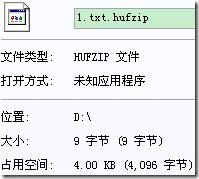 1.txt.hufzip
文件类型: HUFZIP 文件
打开方式: 未知应用程序
位置: D:\
大小: 9 字节 (9 字节)
占用空间: 4.00 KB (4,096 字节)